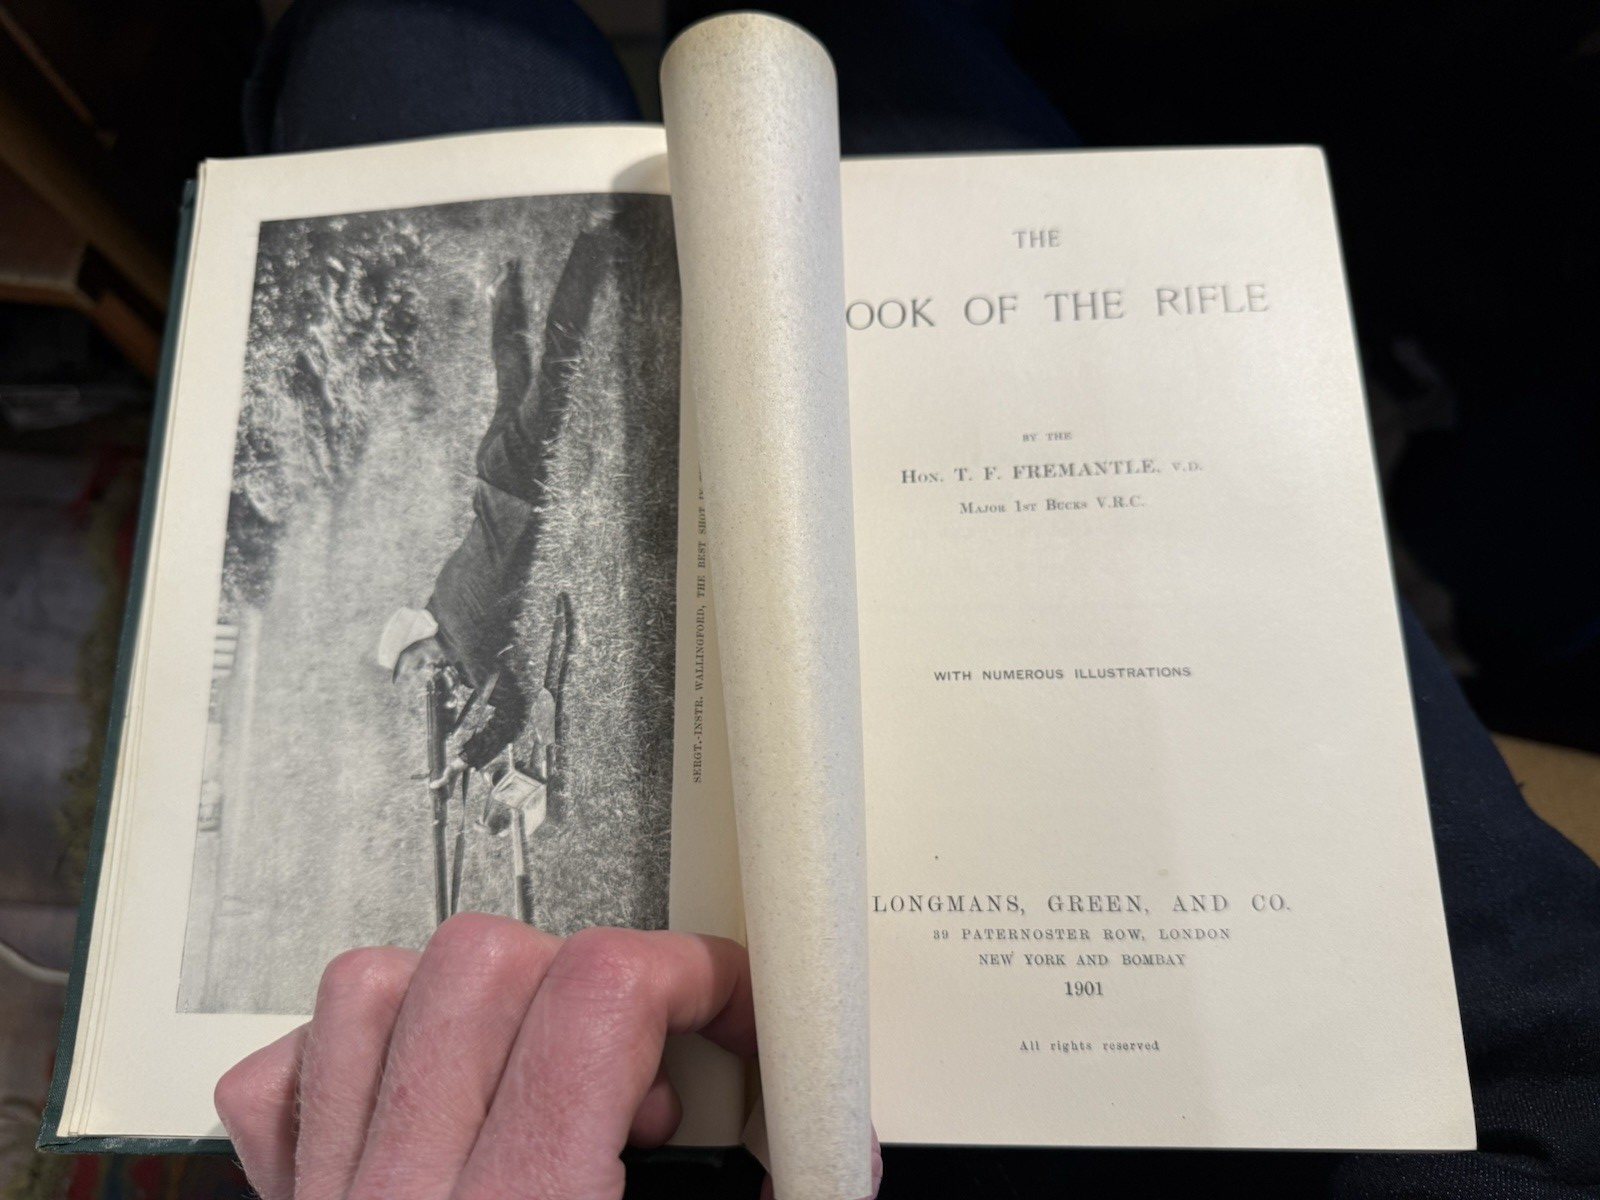 SERGT.-INSTR. WALLINGFORD, THE BEST SHOT
THE
OOK OF THE RIFLE
BY THE
HON. T. F. FREMANTLE, V.D.
MAJOR 1ST BUCKS V.R.C.
WITH NUMEROUS ILLUSTRATIONS
LONGMANS, GREEN, AND CO.
39 PATERNOSTER ROW, LONDON
NEW YORK AND BOMBAY
1901
All rights reserved